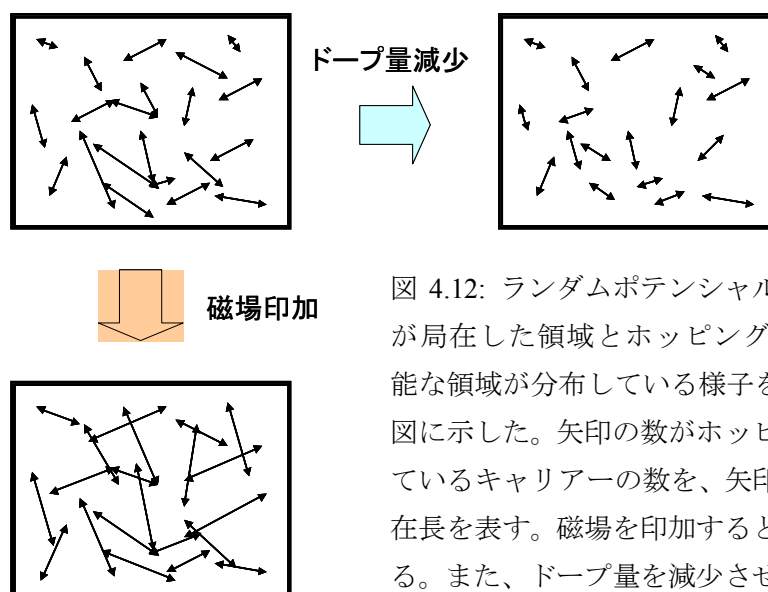 ドープ量減少
磁場印加
図 4.12: ランダムポテンシャル
が局在した領域とホッピング
能な領域が分布している様子を
図に示した。矢印の数がホッピ
ているキャリアーの数を、矢印
在長を表す。磁場を印加すると
る。また、ドープ量を減少させ